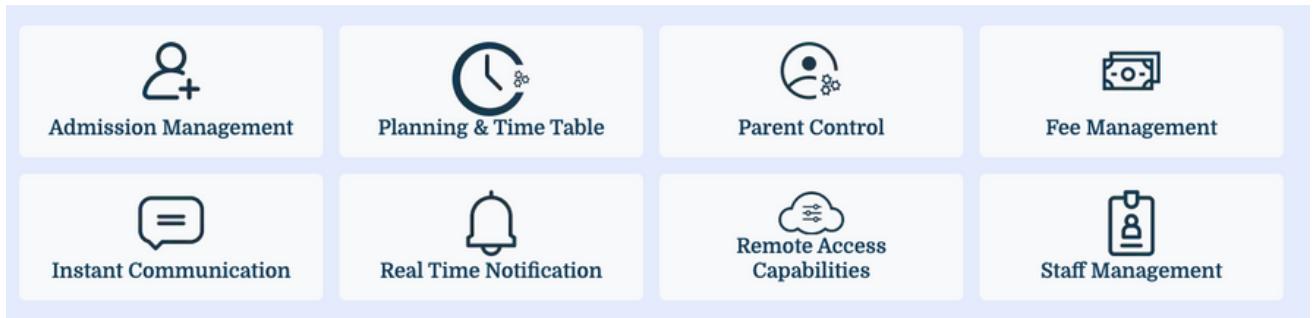 Admission Management
Planning & Time Table
Parent Control
Fee Management
Instant Communication
Real Time Notification
Remote Access
Capabilities
Staff Management